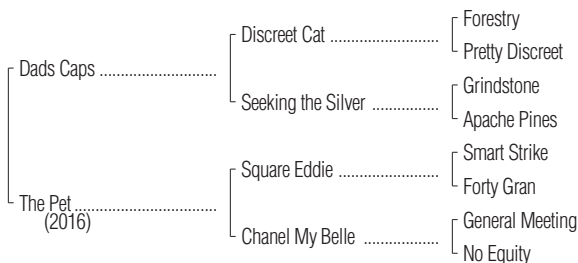 Forestry
Discreet Cat ..........................
Pretty Discreet
Dads Caps ............................
Grindstone
Seeking the Silver ................
Apache Pines
Smart Strike
Square Eddie ........................
Forty Gran
The Pet ..................................
(2016)
General Meeting
Chanel My Belle ..................
No Equity